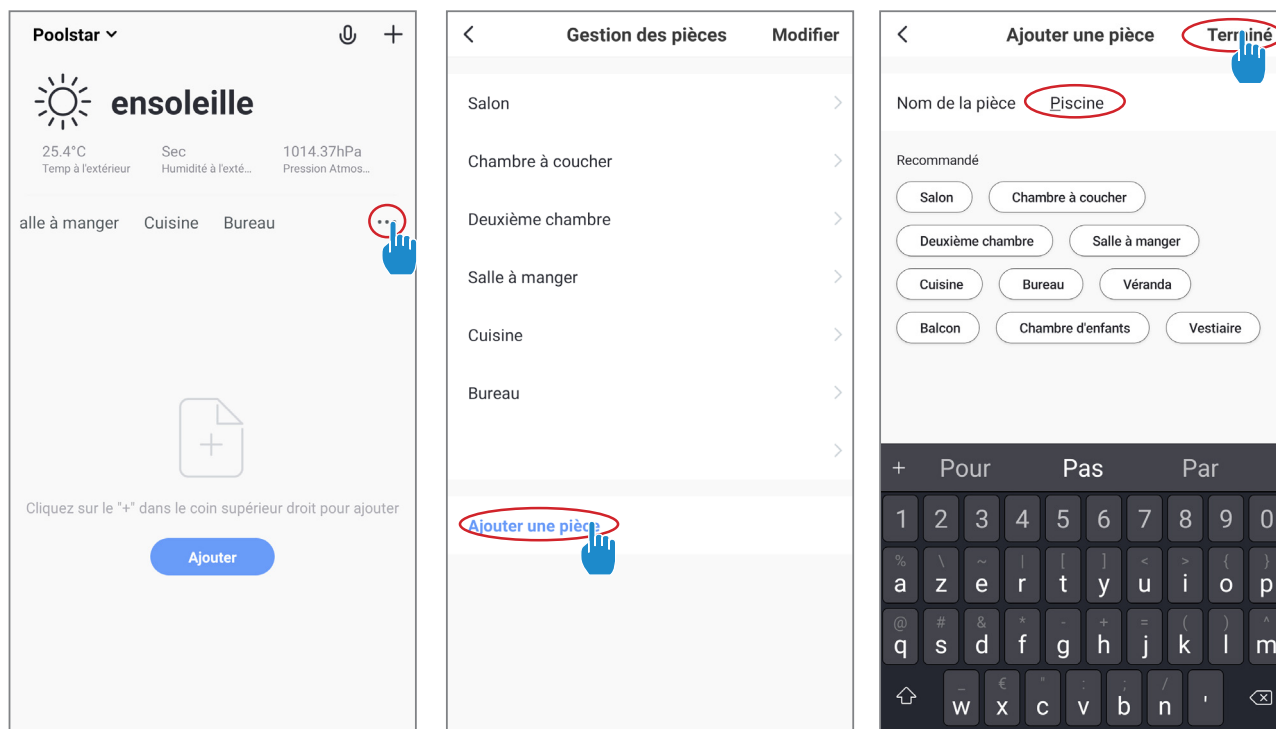 Poolstar
ensoleille
25.4°C Sec 1014.37hPa
Temp à l'extérieur Humidité à l'exté... Pression Atmos...
alle à manger Cuisine Bureau ...
Cliquez sur le "+" dans le coin supérieur droit pour ajouter
Ajouter
Gestion des pièces Modifier
Salon
Chambre à coucher
Deuxième chambre
Salle à manger
Cuisine
Bureau
Ajouter une pièce
Ajouter une pièce Terminé
Nom de la pièce Piscine
Recommandé
Salon Chambre à coucher
Deuxième chambre Salle à manger
Cuisine Bureau Véranda
Balcon Chambre d'enfants Vestiaire
+ Pour Pas Par
1 2 3 4 5 6 7 8 9 0
% \ ~ | [ ] < > { }
a z e r t y u i o p
@ # & * - + = ( ) ^
q s d f g h j k l m
_ € " : ; /
w x c v b n '